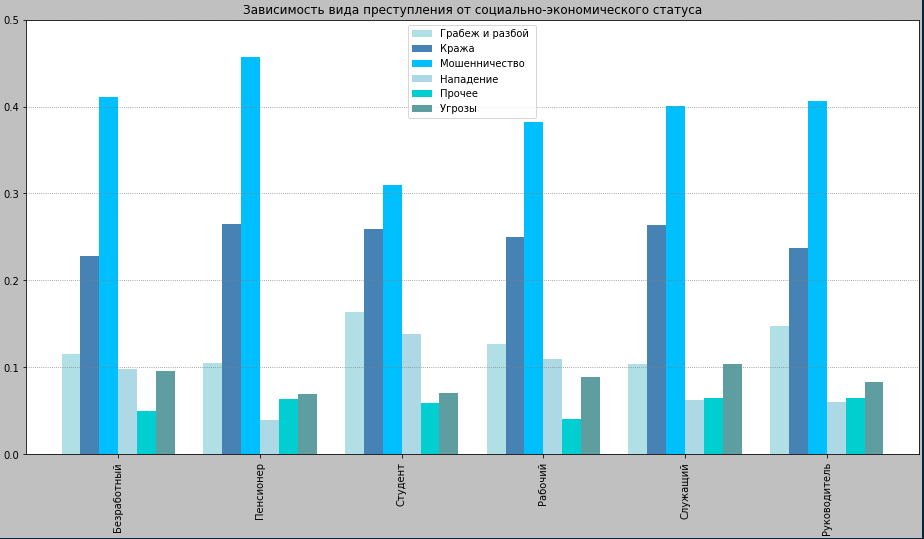 Зависимость вида преступления от социально-экономического статуса
0.5
0.4
0.3
0.2
0.1
0.0
Грабеж и разбой
Кража
Мошенничество
Нападение
Прочее
Угрозы
Безработный
Пенсионер
Студент
Рабочий
Служащий
Руководитель